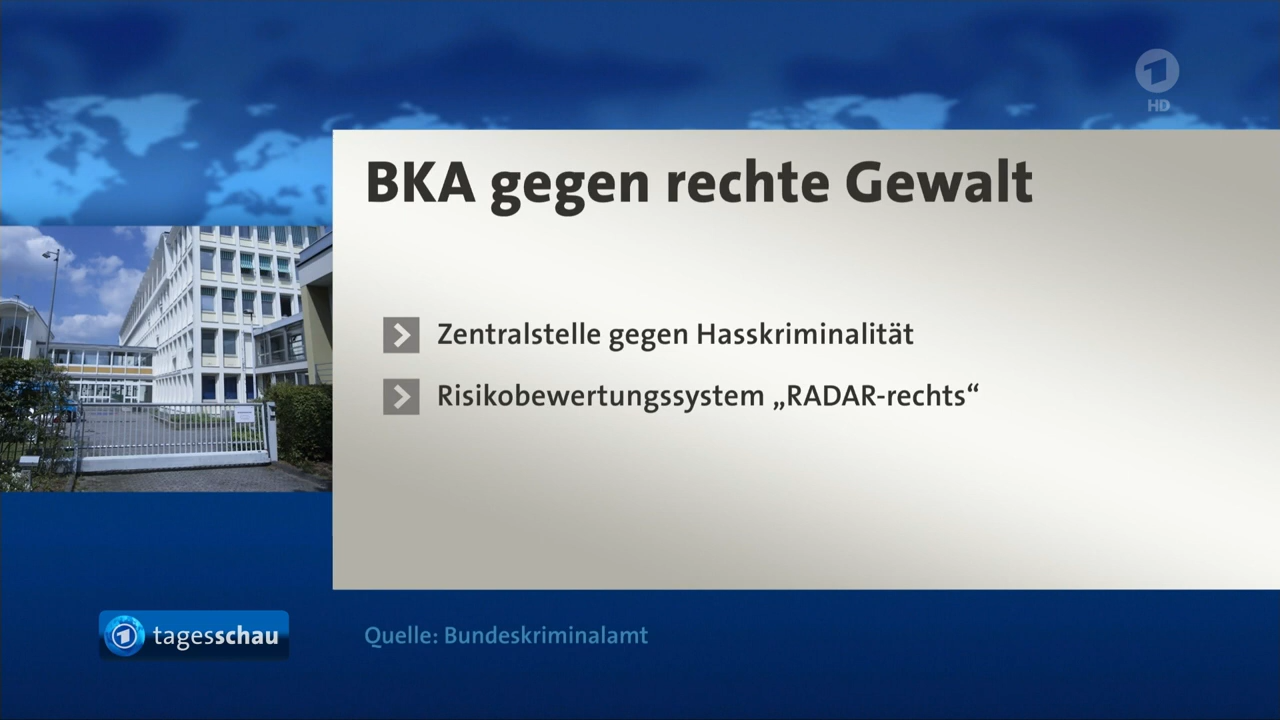 HD
BKA gegen rechte Gewalt
Zentralstelle gegen Hasskriminalität
Risikobewertungssystem „RADAR-rechts“
tagesschau
Quelle: Bundeskriminalamt